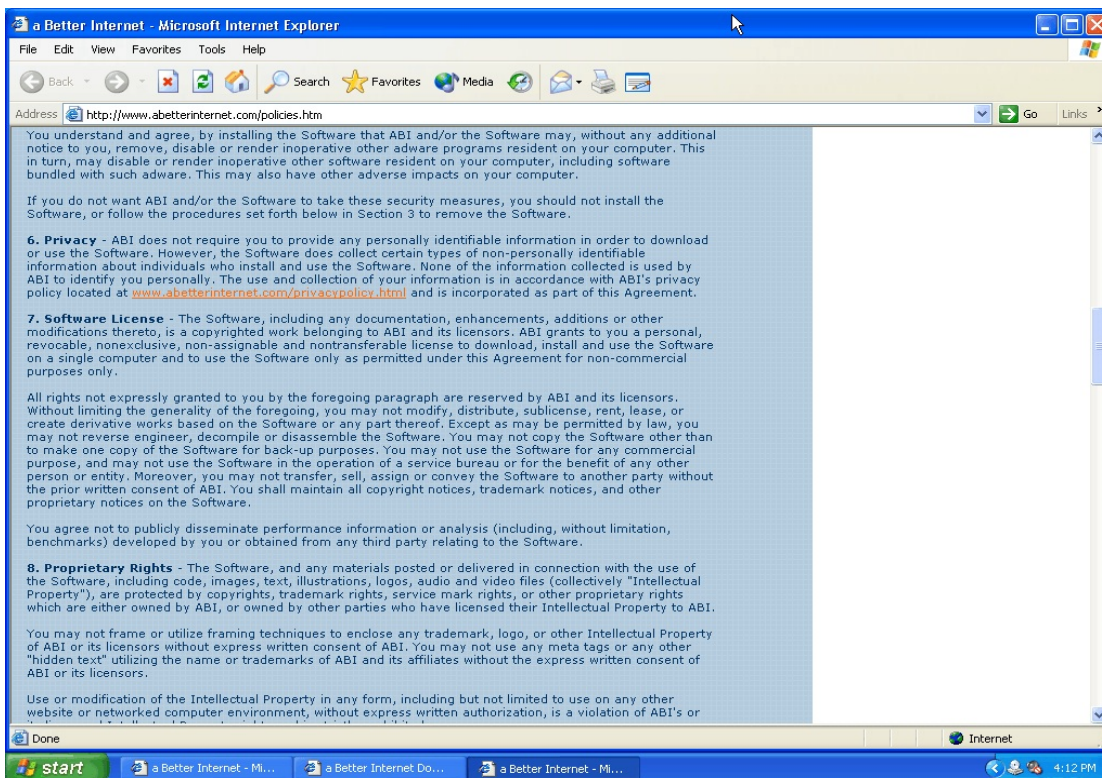 a Better Internet - Microsoft Internet Explorer
File Edit View Favorites Tools Help
Back Search Favorites Media
Address http://www.abetterinternet.com/policies.htm Go Links
You understand and agree, by installing the Software that ABI and/or the Software may, without any additional
notice to you, remove, disable or render inoperative other adware programs resident on your computer. This
in turn, may disable or render inoperative other software resident on your computer, including software
bundled with such adware. This may also have other adverse impacts on your computer.
If you do not want ABI and/or the Software to take these security measures, you should not install the
Software, or follow the procedures set forth below in Section 3 to remove the Software.
6. Privacy - ABI does not require you to provide any personally identifiable information in order to download
or use the Software. However, the Software does collect certain types of non-personally identifiable
information about individuals who install and use the Software. None of the information collected is used by
ABI to identify you personally. The use and collection of your information is in accordance with ABI's privacy
policy located at www.abetterinternet.com/privacypolicy.html and is incorporated as part of this Agreement.
7. Software License - The Software, including any documentation, enhancements, additions or other
modifications thereto, is a copyrighted work belonging to ABI and its licensors. ABI grants to you a personal,
revocable, nonexclusive, non-assignable and nontransferable license to download, install and use the Software
on a single computer and to use the Software only as permitted under this Agreement for non-commercial
purposes only.
All rights not expressly granted to you by the foregoing paragraph are reserved by ABI and its licensors.
Without limiting the generality of the foregoing, you may not modify, distribute, sublicense, rent, lease, or
create derivative works based on the Software or any part thereof. Except as may be permitted by law, you
may not reverse engineer, decompile or disassemble the Software. You may not copy the Software other than
to make one copy of the Software for back-up purposes. You may not use the Software for any commercial
purpose, and may not use the Software in the operation of a service bureau or for the benefit of any other
person or entity. Moreover, you may not transfer, sell, assign or convey the Software to another party without
the prior written consent of ABI. You shall maintain all copyright notices, trademark notices, and other
proprietary notices on the Software.
You agree not to publicly disseminate performance information or analysis (including, without limitation,
benchmarks) developed by you or obtained from any third party relating to the Software.
8. Proprietary Rights - The Software, and any materials posted or delivered in connection with the use of
the Software, including code, images, text, illustrations, logos, audio and video files (collectively "Intellectual
Property"), are protected by copyrights, trademark rights, service mark rights, or other proprietary rights
which are either owned by ABI, or owned by other parties who have licensed their Intellectual Property to ABI.
You may not frame or utilize framing techniques to enclose any trademark, logo, or other Intellectual Property
of ABI or its licensors without express written consent of ABI. You may not use any meta tags or any other
"hidden text" utilizing the name or trademarks of ABI and its affiliates without the express written consent of
ABI or its licensors.
Use or modification of the Intellectual Property in any form, including but not limited to use on any other
website or networked computer environment, without express written authorization, is a violation of ABI's or
Done Internet
start a Better Internet - Mi... a Better Internet Do... a Better Internet - Mi... 4:12 PM